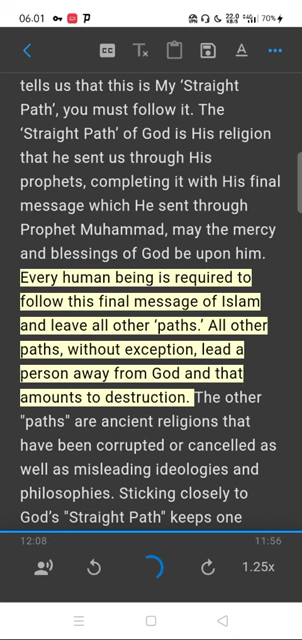 06.01 22.0 KB/S 4G 70%
CC
tells us that this is My ‘Straight
Path’, you must follow it. The
‘Straight Path’ of God is His religion
that he sent us through His
prophets, completing it with His final
message which He sent through
Prophet Muhammad, may the mercy
and blessings of God be upon him.
Every human being is required to
follow this final message of Islam
and leave all other ‘paths.’ All other
paths, without exception, lead a
person away from God and that
amounts to destruction. The other
"paths" are ancient religions that
have been corrupted or cancelled as
well as misleading ideologies and
philosophies. Sticking closely to
God’s "Straight Path" keeps one
12:08 11:56
1.25x